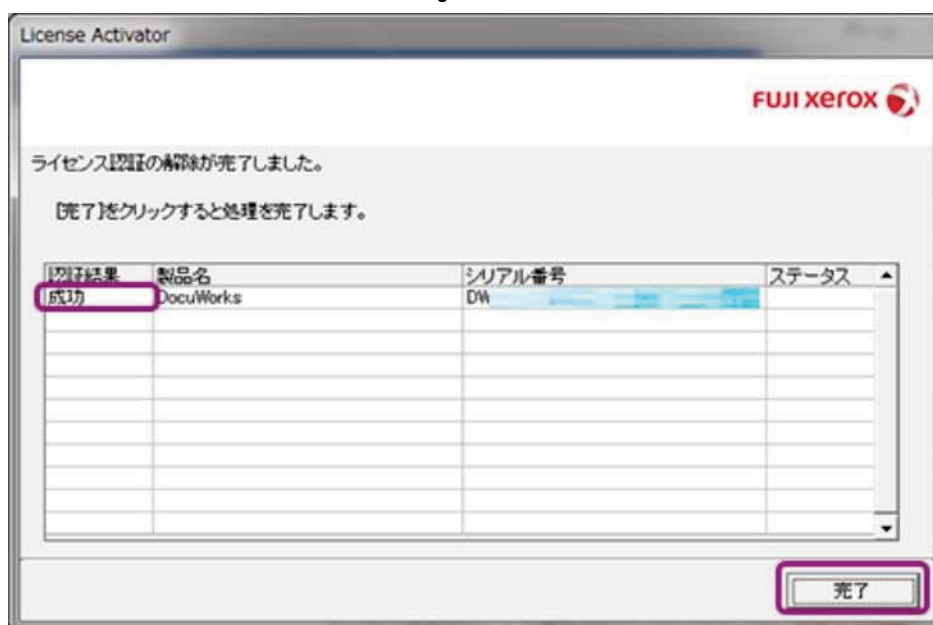 License Activator
FUJI xerox
ライセンス認証の解除が完了しました。
[完了]をクリックすると処理を完了します。
認証結果 製品名 シリアル番号 ステータス
成功 DocuWorks DW
完了